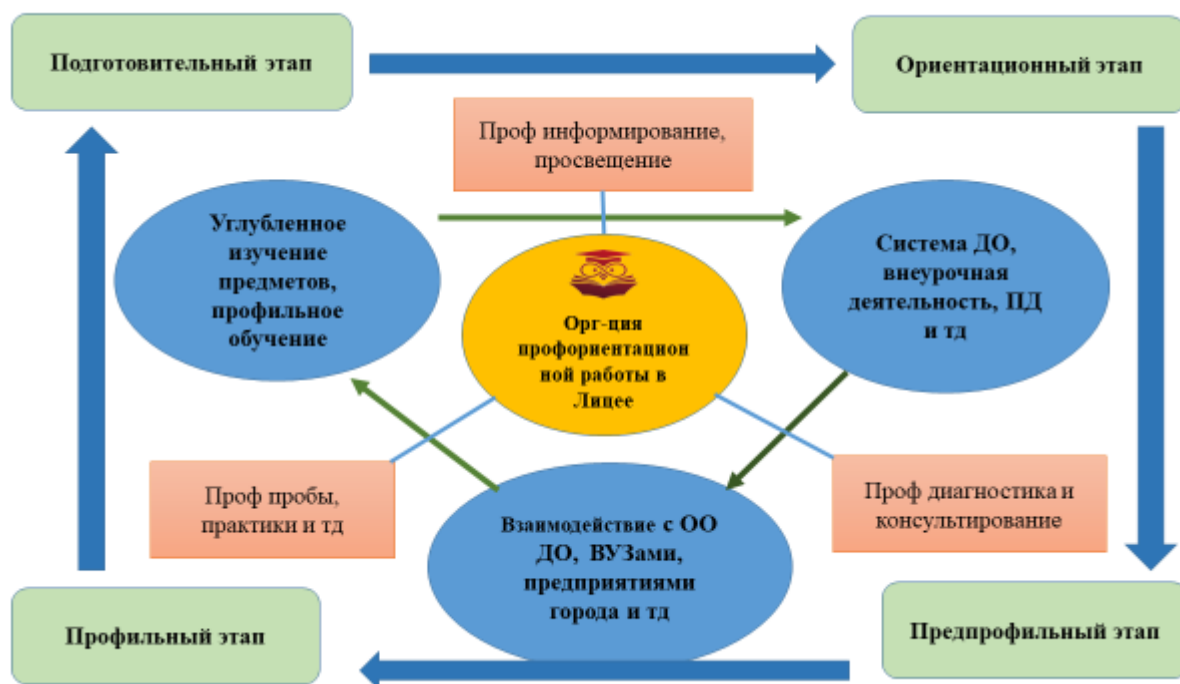 Подготовительный этап
Ориентационный этап
Проф информирование,
просвещение
Углубленное
изучение
предметов,
профильное
обучение
Система ДО,
внеурочная
деятельность, ПД
и тд
Орг-ция
профориентацион
ной работы в
Лицее
Проф пробы,
практики и тд
Взаимодействие с ОО
ДО, ВУЗами,
предприятиями
города и тд
Проф диагностика и
консультирование
Профильный этап
Предпрофильный этап